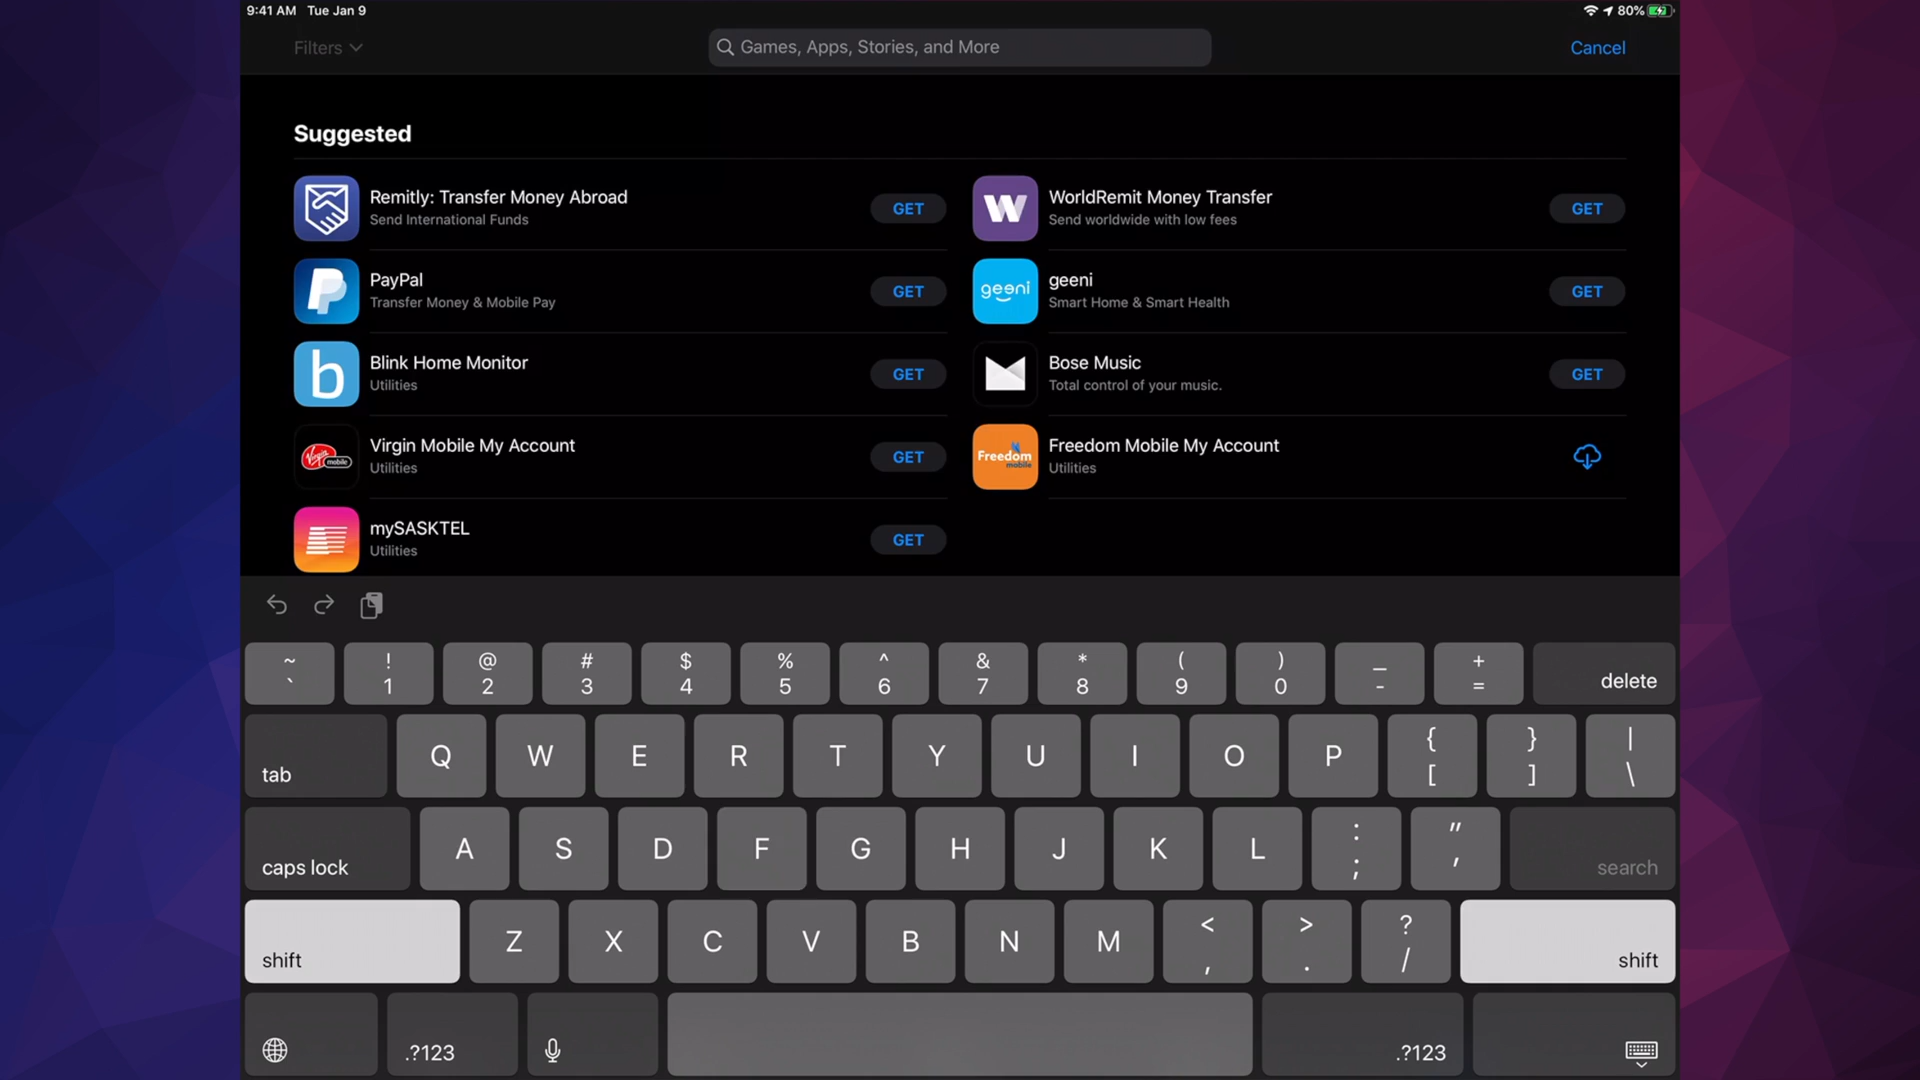 9:41 AM Tue Jan 9
80%
Filters
Games, Apps, Stories, and More
Cancel
Suggested
Remitly: Transfer Money Abroad
Send International Funds
GET
WorldRemit Money Transfer
Send worldwide with low fees
GET
PayPal
Transfer Money & Mobile Pay
GET
geeni
geeni
Smart Home & Smart Health
GET
b
Blink Home Monitor
Utilities
GET
Bose Music
Total control of your music.
GET
Virgin mobile
Virgin Mobile My Account
Utilities
GET
Freedom
mobile
Freedom Mobile My Account
Utilities
mySASKTEL
Utilities
GET
~ ! @ # $ % ^ & * ( ) _ +
` 1 2 3 4 5 6 7 8 9 0 - = delete
tab Q W E R T Y U I O P { [ } ] | \
caps lock A S D F G H J K L : ; " ' search
shift Z X C V B N M < , > . ? / shift
.?123 .?123